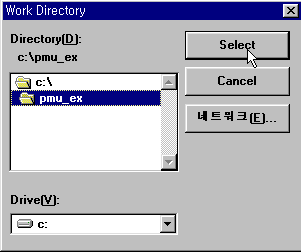 Work Directory
Directory(D):
c:\pmu_ex
c:\
pmu_ex
Drive(V):
c:
Select
Cancel
네트워크(E)...